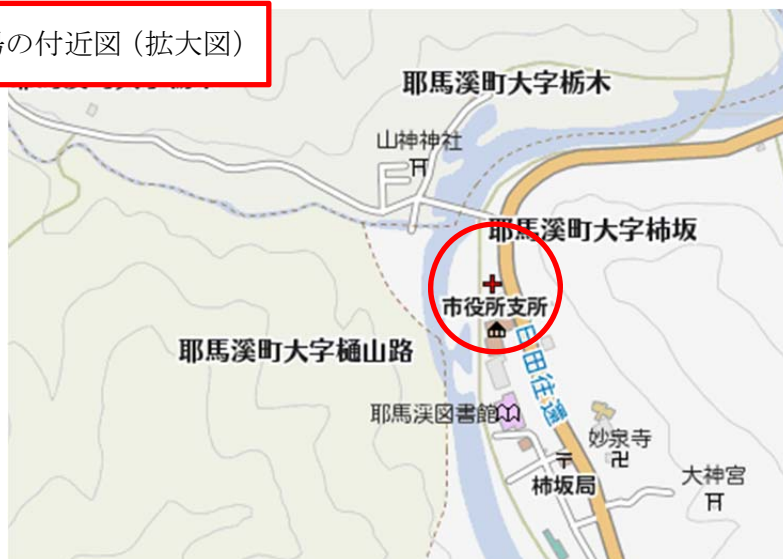 の付近図（拡大図）
耶馬溪町大字栃木
山神神社
耶馬溪町大字柿坂
市役所支所
耶馬溪町大字樋山路
日田往還
耶馬渓図書館
妙泉寺
柿坂局
大神宮